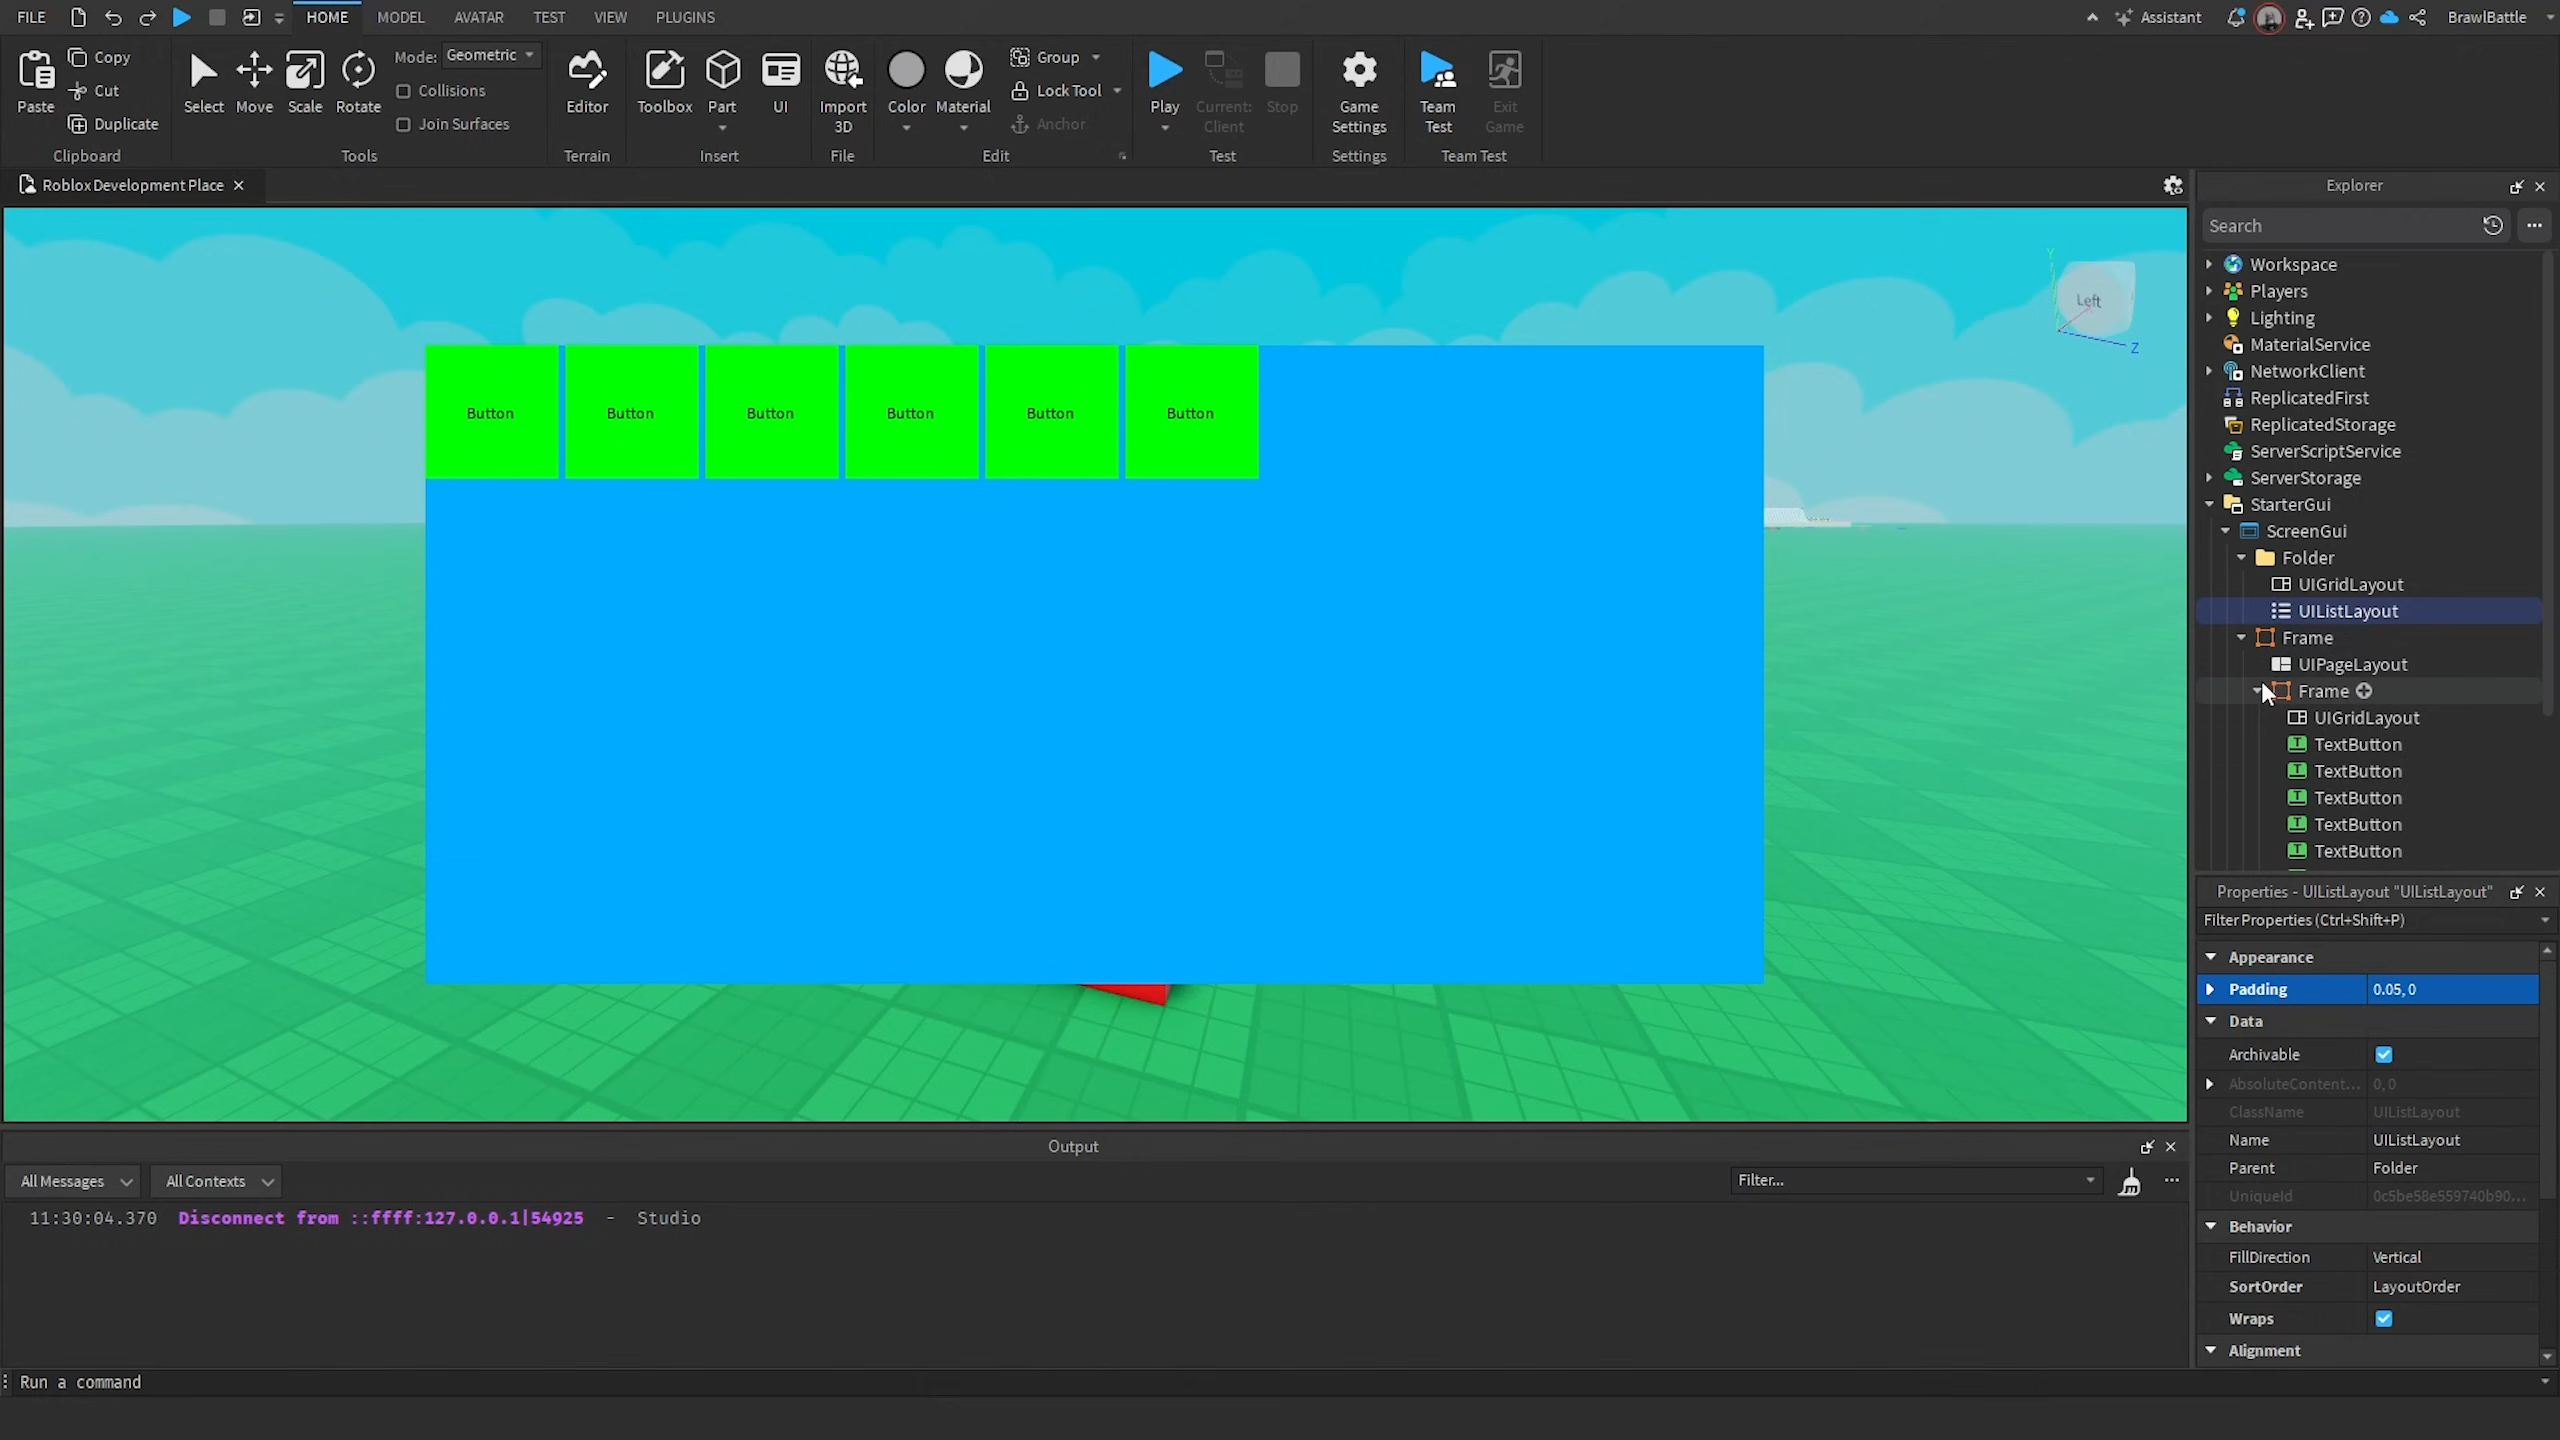 FILE HOME MODEL AVATAR TEST VIEW PLUGINS Assistant BrawlBattle
Paste Copy Cut Duplicate Clipboard
Select Move Scale Rotate Mode: Geometric Collisions Join Surfaces Tools
Editor Terrain
Toolbox Part UI Insert
Import 3D File
Color Material Group Lock Tool Anchor Edit
Play Current: Client Stop Test
Game Settings Settings
Team Test Exit Game Team Test
Roblox Development Place
Explorer
Search
Left
Y
Z
Button Button Button Button Button Button
Workspace
Players
Lighting
MaterialService
NetworkClient
ReplicatedFirst
ReplicatedStorage
ServerScriptService
ServerStorage
StarterGui
ScreenGui
Folder
UIGridLayout
UIListLayout
Frame
UIPageLayout
Frame
UIGridLayout
TextButton
TextButton
TextButton
TextButton
TextButton
Properties - UIListLayout "UIListLayout"
Filter Properties (Ctrl+Shift+P)
Appearance
Padding 0.05, 0
Data
Archivable
AbsoluteContent... 0, 0
ClassName UIListLayout
Name UIListLayout
Parent Folder
UniqueId 0c5be58e559740b90...
Behavior
FillDirection Vertical
SortOrder LayoutOrder
Wraps
Alignment
Output
All Messages All Contexts Filter...
11:30:04.370 Disconnect from ::ffff:127.0.0.1|54925 - Studio
Run a command